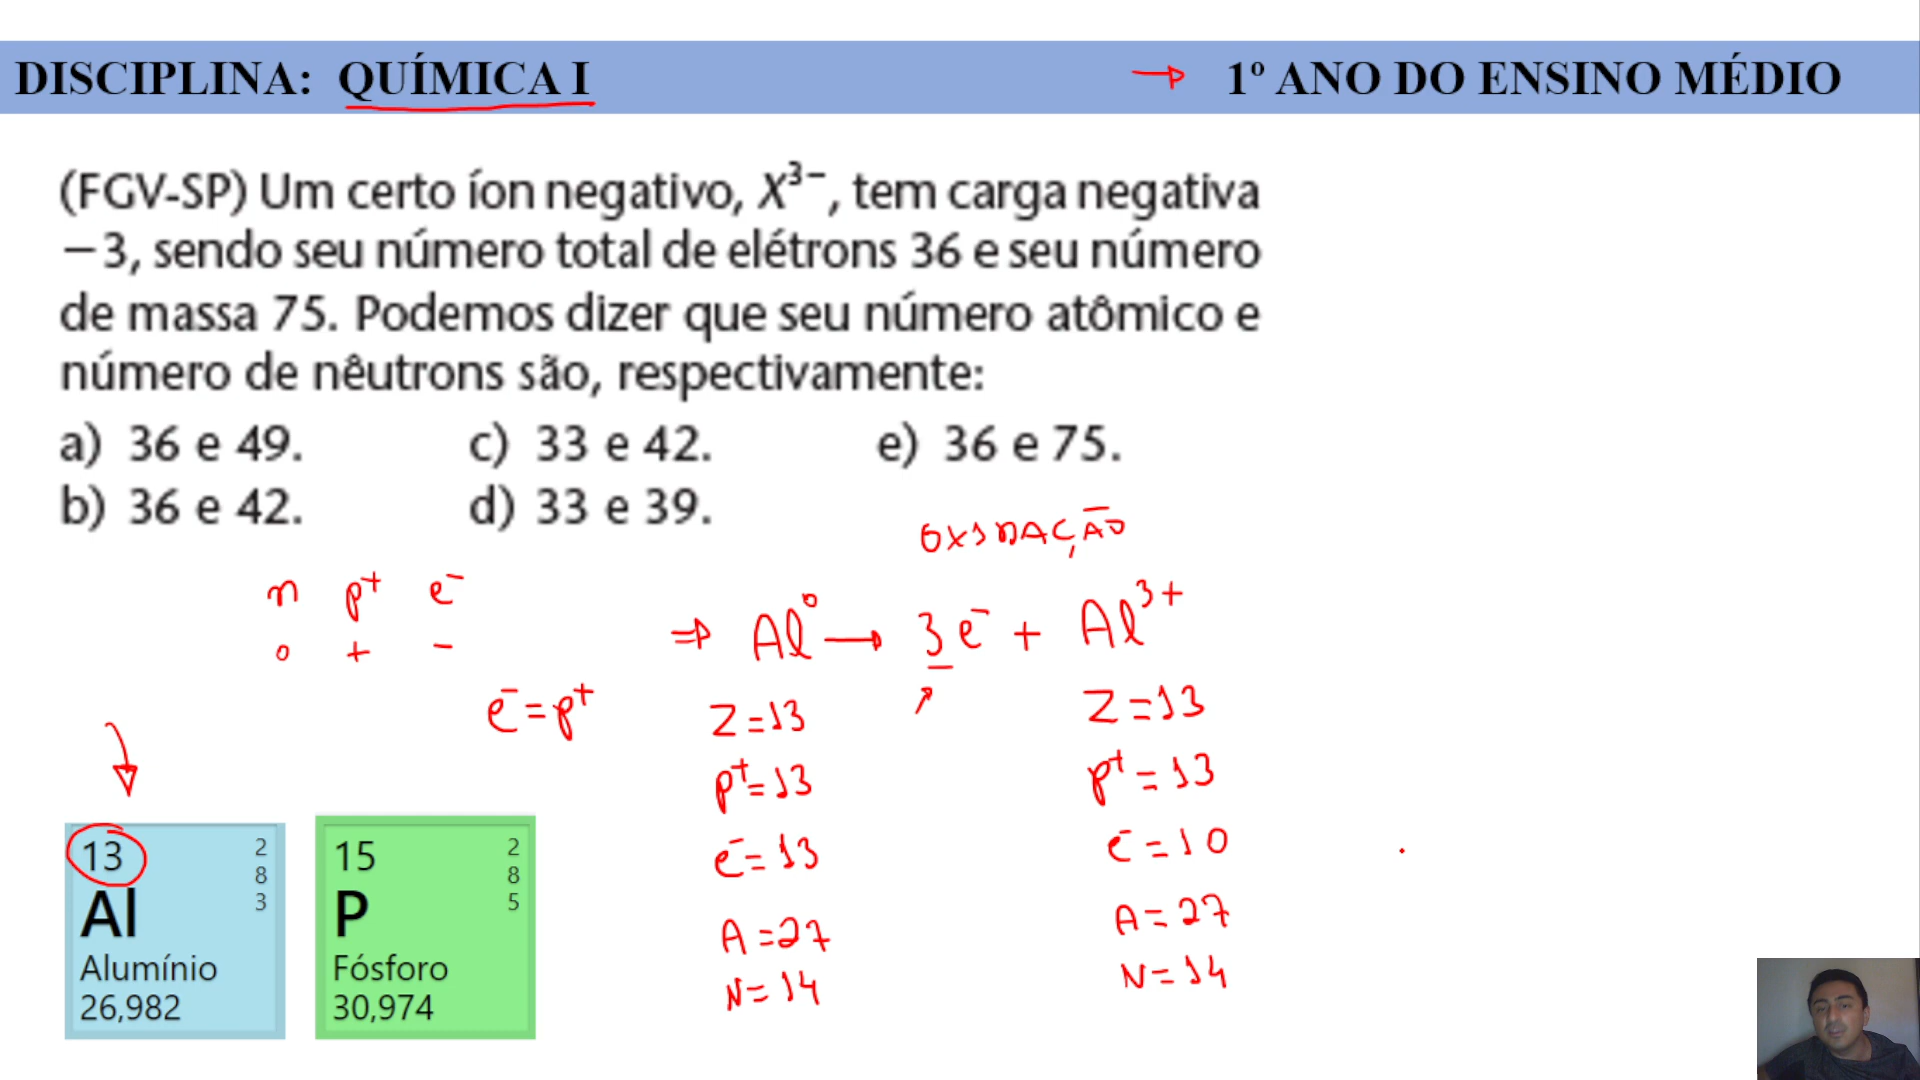 DISCIPLINA: QUÍMICA I → 1º ANO DO ENSINO MÉDIO
(FGV-SP) Um certo íon negativo, X³⁻, tem carga negativa
−3, sendo seu número total de elétrons 36 e seu número
de massa 75. Podemos dizer que seu número atômico e
número de nêutrons são, respectivamente:
a) 36 e 49. c) 33 e 42. e) 36 e 75.
b) 36 e 42. d) 33 e 39.
OXIDAÇÃO
n p⁺ e⁻
0 + −
⇒ Al⁰ → 3e⁻ + Al³⁺
e⁻ = p⁺
Z = 13 Z = 13
p⁺ = 13 p⁺ = 13
e⁻ = 13 e⁻ = 10
A = 27 A = 27
N = 14 N = 14
13 2
8
3
Al
Alumínio
26,982
15 2
8
5
P
Fósforo
30,974